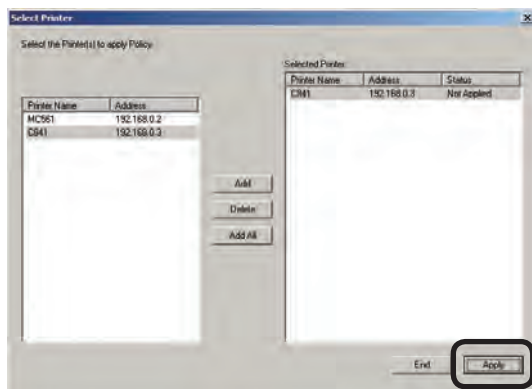 Select Printer
Select the Printer(s) to apply Policy.
Selected Printer
Printer Name Address
MC561 192.168.0.2
C841 192.168.0.3
Printer Name Address Status
C841 192.168.0.3 Not Applied
Add
Delete
Add All
End Apply